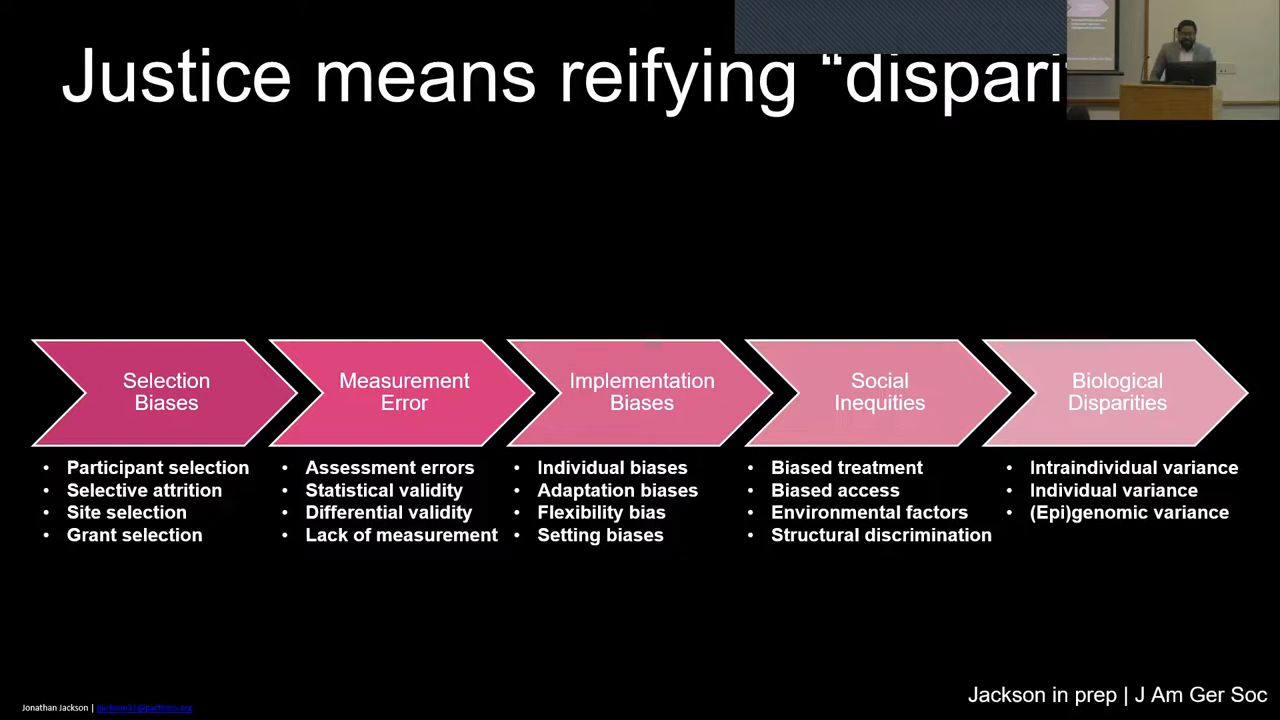 Justice means reifying “dispari
Selection
Biases
Measurement
Error
Implementation
Biases
Social
Inequities
Biological
Disparities
• Participant selection
• Selective attrition
• Site selection
• Grant selection
• Assessment errors
• Statistical validity
• Differential validity
• Lack of measurement
• Individual biases
• Adaptation biases
• Flexibility bias
• Setting biases
• Biased treatment
• Biased access
• Environmental factors
• Structural discrimination
• Intraindividual variance
• Individual variance
• (Epi)genomic variance
Jackson in prep | J Am Ger Soc
Jonathan Jackson |